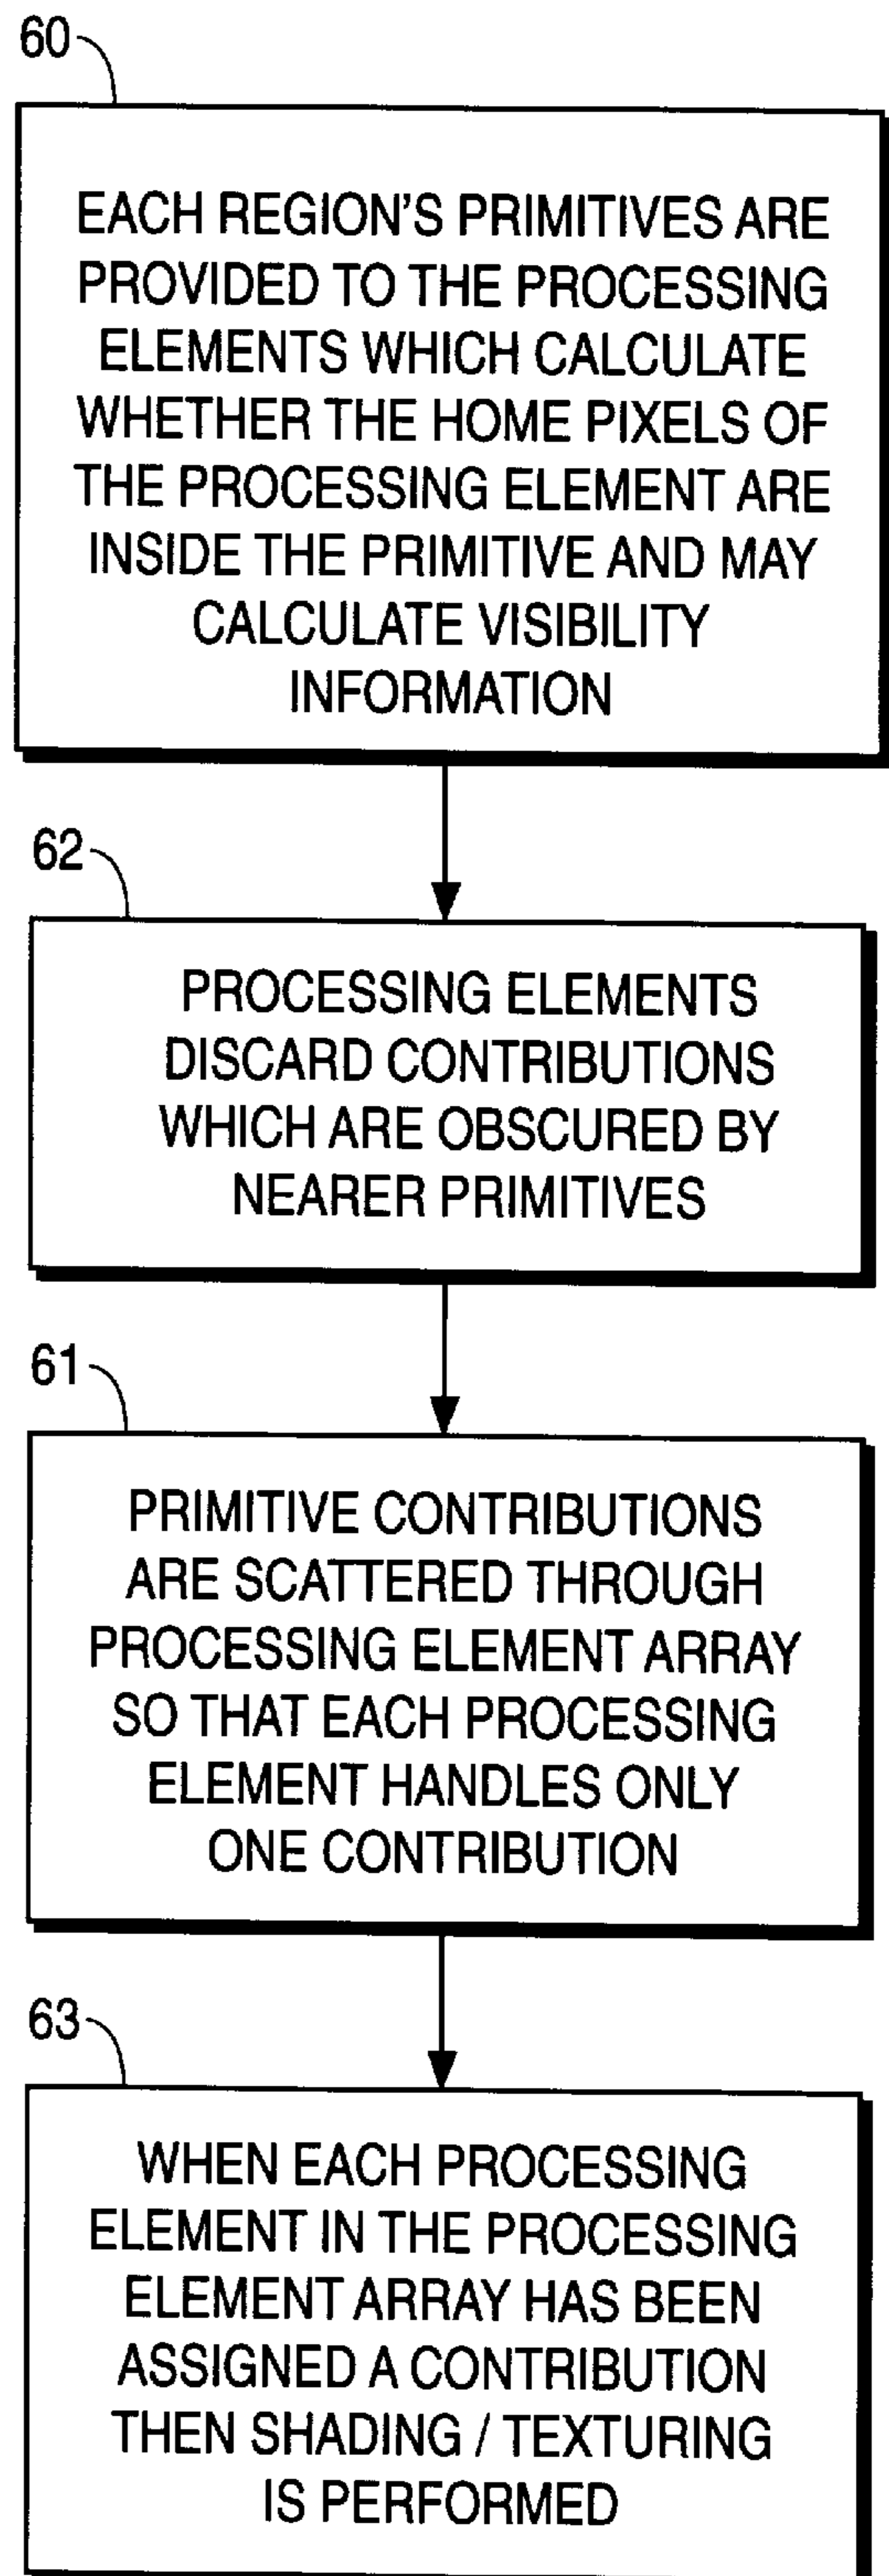 60
EACH REGION'S PRIMITIVES ARE
PROVIDED TO THE PROCESSING
ELEMENTS WHICH CALCULATE
WHETHER THE HOME PIXELS OF
THE PROCESSING ELEMENT ARE
INSIDE THE PRIMITIVE AND MAY
CALCULATE VISIBILITY
INFORMATION
62
PROCESSING ELEMENTS
DISCARD CONTRIBUTIONS
WHICH ARE OBSCURED BY
NEARER PRIMITIVES
61
PRIMITIVE CONTRIBUTIONS
ARE SCATTERED THROUGH
PROCESSING ELEMENT ARRAY
SO THAT EACH PROCESSING
ELEMENT HANDLES ONLY
ONE CONTRIBUTION
63
WHEN EACH PROCESSING
ELEMENT IN THE PROCESSING
ELEMENT ARRAY HAS BEEN
ASSIGNED A CONTRIBUTION
THEN SHADING / TEXTURING
IS PERFORMED